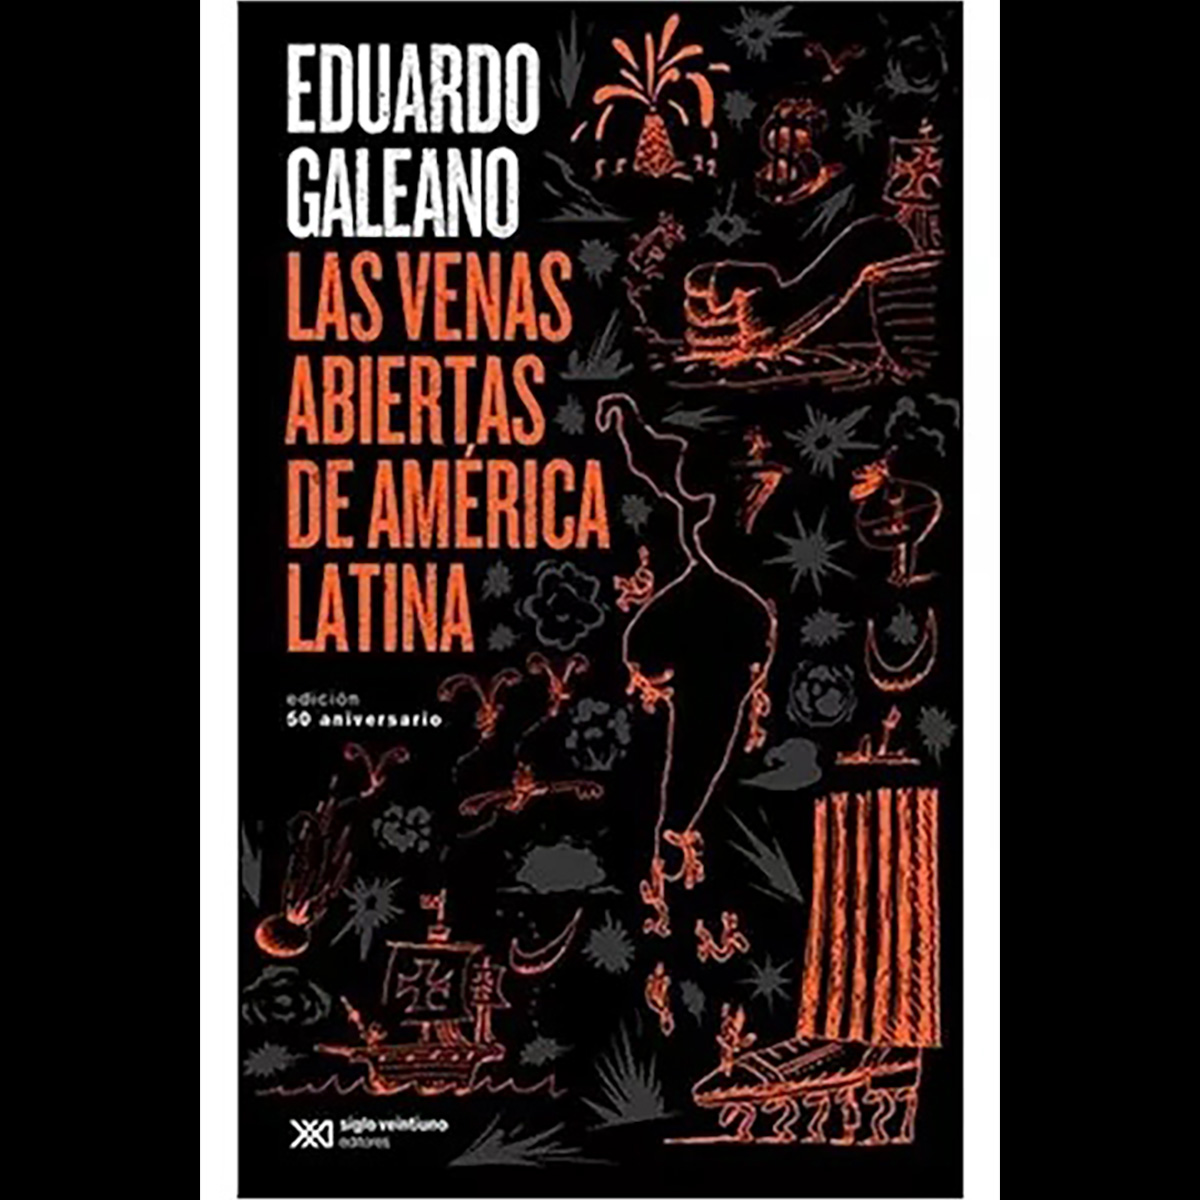 EDUARDO
GALEANO
LAS VENAS
ABIERTAS
DE AMÉRICA
LATINA
edición
50 aniversario
siglo veintiuno
editores